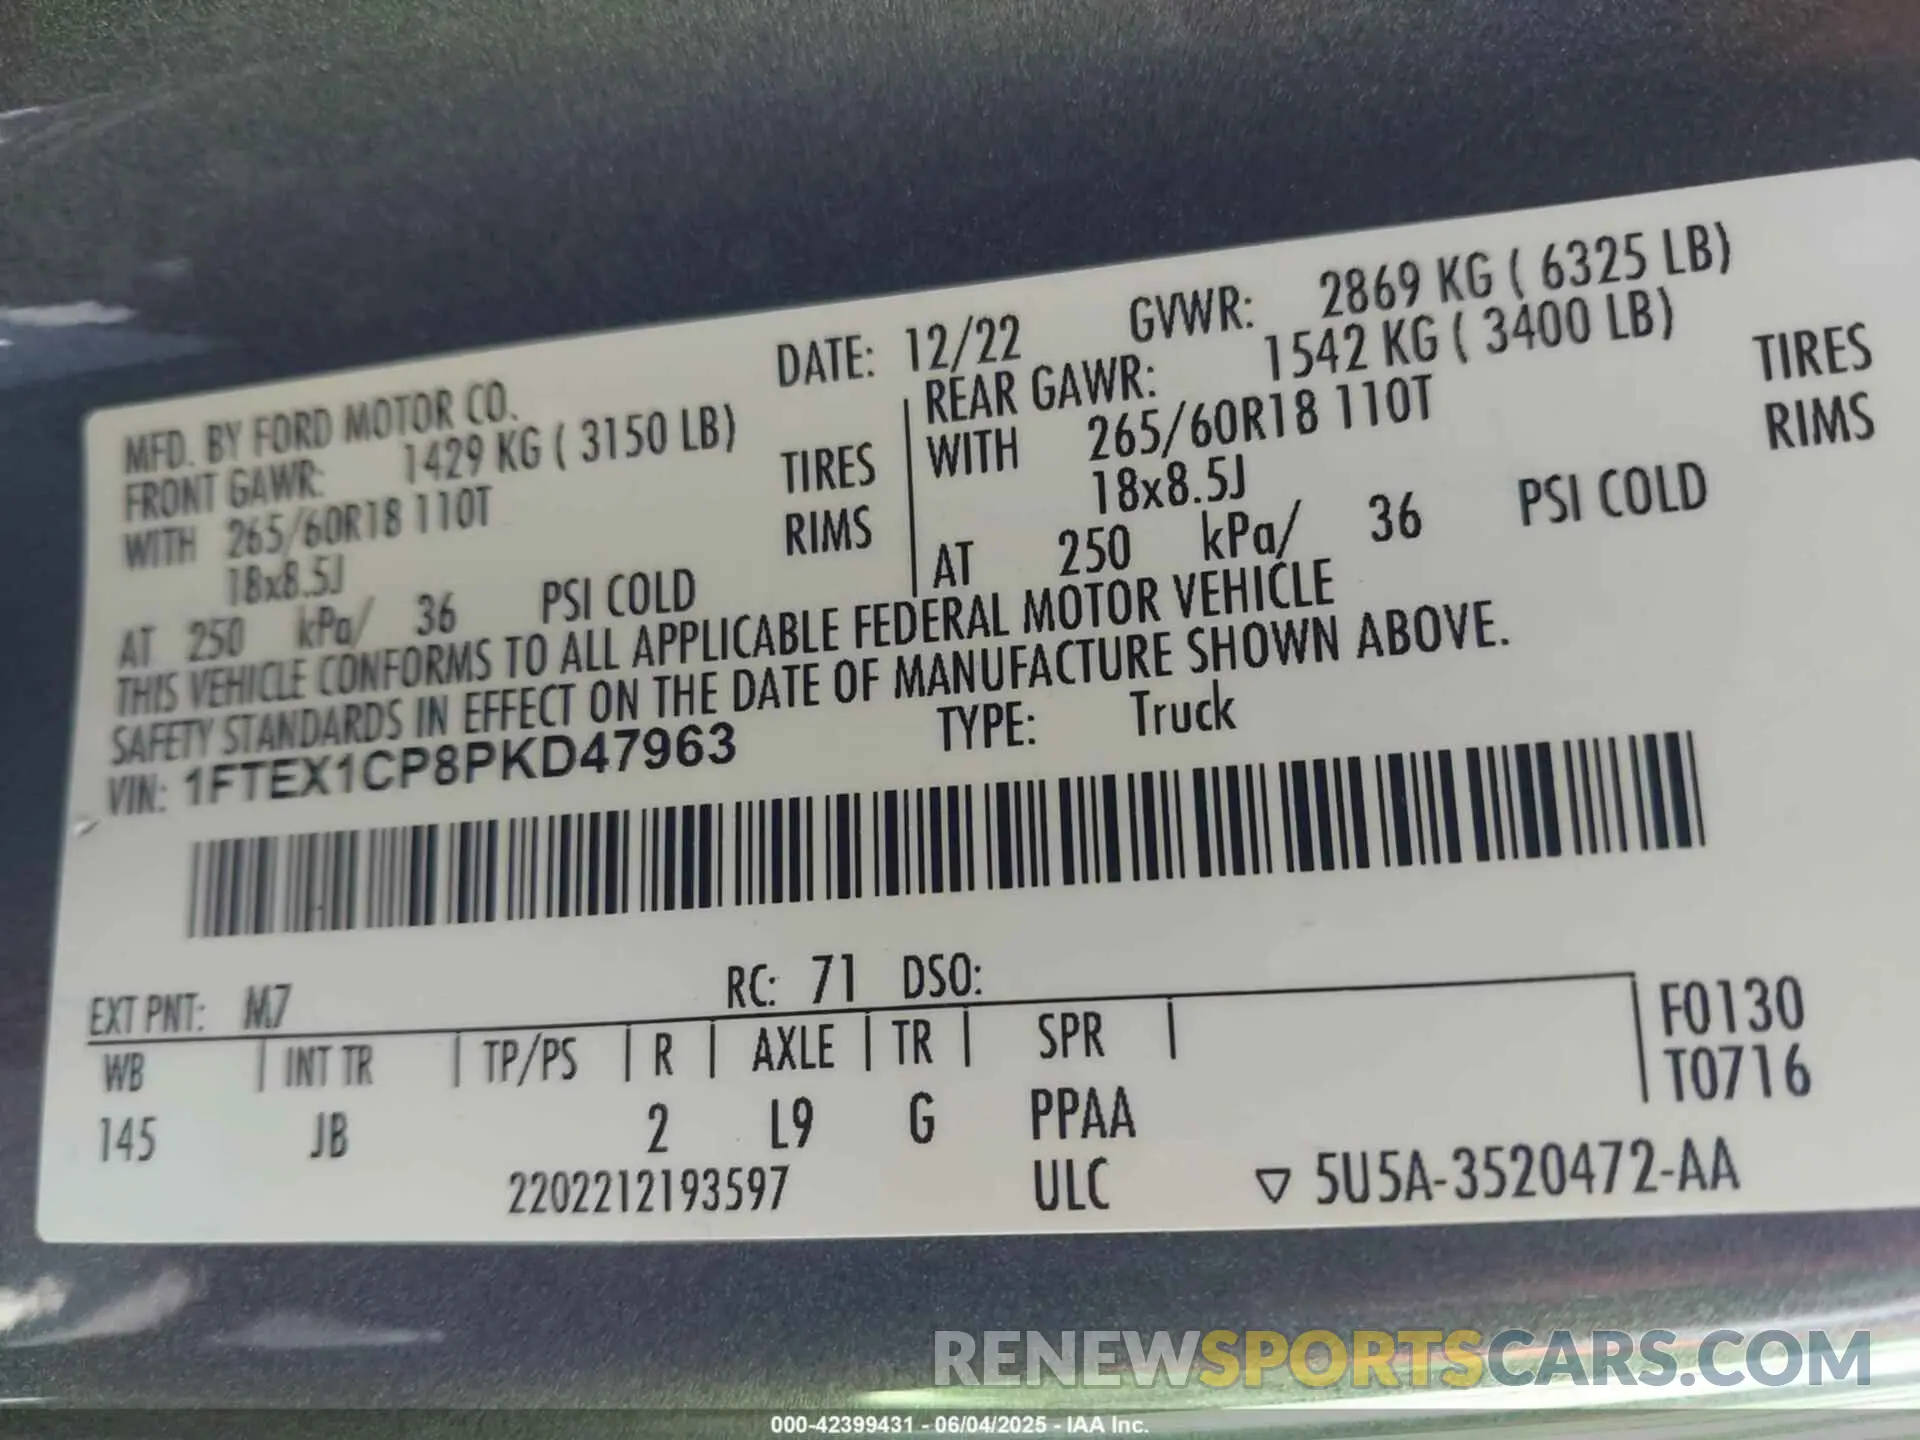 MFD. BY FORD MOTOR CO. DATE: 12/22 GVWR: 2869 KG ( 6325 LB)
FRONT GAWR: 1429 KG ( 3150 LB) REAR GAWR: 1542 KG ( 3400 LB)
WITH 265/60R18 110T TIRES WITH 265/60R18 110T TIRES
18x8.5J RIMS 18x8.5J RIMS
AT 250 kPa/ 36 PSI COLD AT 250 kPa/ 36 PSI COLD
THIS VEHICLE CONFORMS TO ALL APPLICABLE FEDERAL MOTOR VEHICLE
SAFETY STANDARDS IN EFFECT ON THE DATE OF MANUFACTURE SHOWN ABOVE.
VIN: 1FTEX1CP8PKD47963 TYPE: Truck
EXT PNT: M7 RC: 71 DSO:
WB | INT TR | TP/PS | R | AXLE | TR | SPR | F0130
T0716
145 JB 2 L9 G PPAA
2202212193597 ULC ▽ 5U5A-3520472-AA
RENEWSPORTSCARS.COM
000-42399431 - 06/04/2025 - IAA Inc.